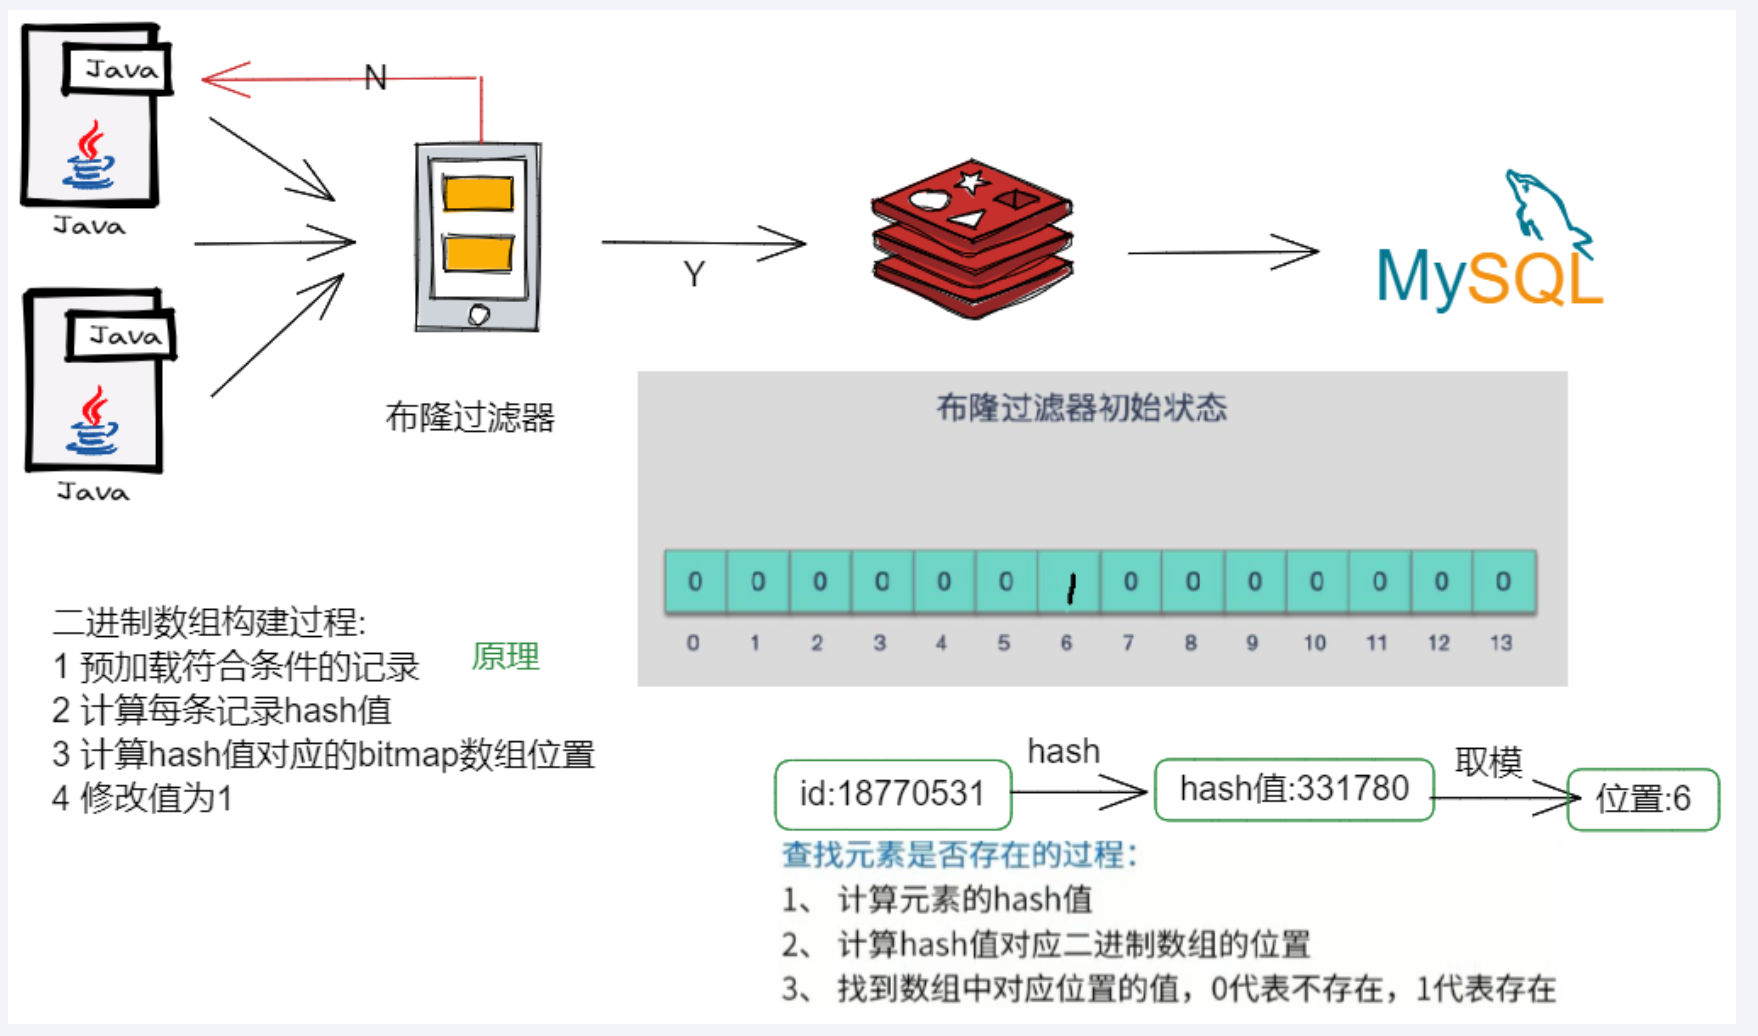 Java
N
Java
Y
MySQL
Java
布隆过滤器
Java
布隆过滤器初始状态
0 0 0 0 0 0 1 0 0 0 0 0 0 0
0 1 2 3 4 5 6 7 8 9 10 11 12 13
二进制数组构建过程:
1 预加载符合条件的记录
2 计算每条记录hash值
3 计算hash值对应的bitmap数组位置
4 修改值为1
原理
id:18770531
hash
hash值:331780
取模
位置:6
查找元素是否存在的过程：
1、 计算元素的hash值
2、 计算hash值对应二进制数组的位置
3、 找到数组中对应位置的值，0代表不存在，1代表存在